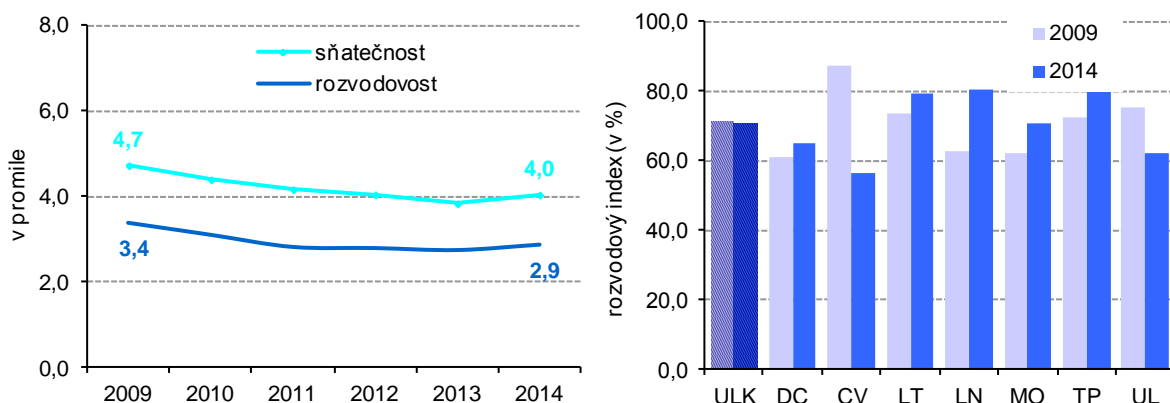 8,0
6,0
4,0
2,0
0,0
v promile
sňatečnost
rozvodovost
4,7
4,0
3,4
2,9
2009 2010 2011 2012 2013 2014
100,0
80,0
60,0
40,0
20,0
0,0
rozvodový index (v %)
2009
2014
ULK DC CV LT LN MO TP UL